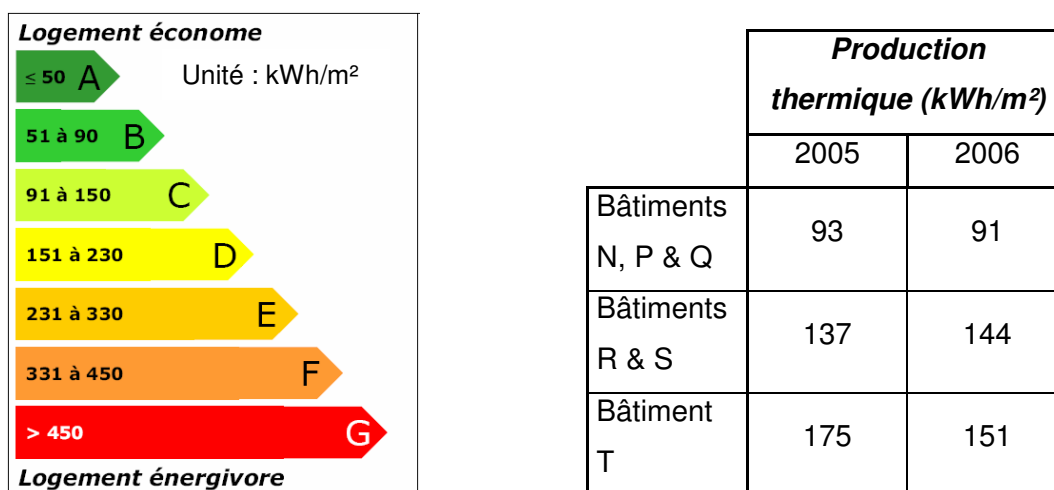 Logement économe
≤ 50 A
Unité : kWh/m²
51 à 90 B
91 à 150 C
151 à 230 D
231 à 330 E
331 à 450 F
> 450 G
Logement énergivore
Production
thermique (kWh/m²)
2005 2006
Bâtiments
N, P & Q
93 91
Bâtiments
R & S
137 144
Bâtiment
T
175 151